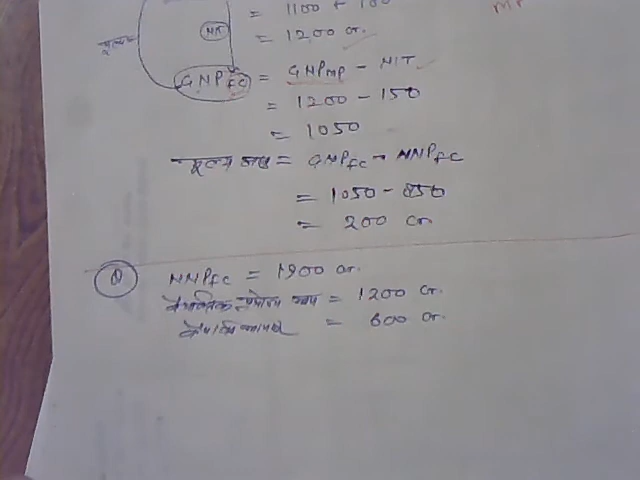 = 1100 + 100
= 1200 cr.
NIT
GNPFC = GNPMP - NIT
= 1200 - 150
= 1050
मूल्य ह्रास = GNPFC - NNPFC
= 1050 - 850
= 200 cr.
Q NNPFC = 1900 cr.
वैयक्तिक उपभोग व्यय = 1200 cr.
= 600 cr.